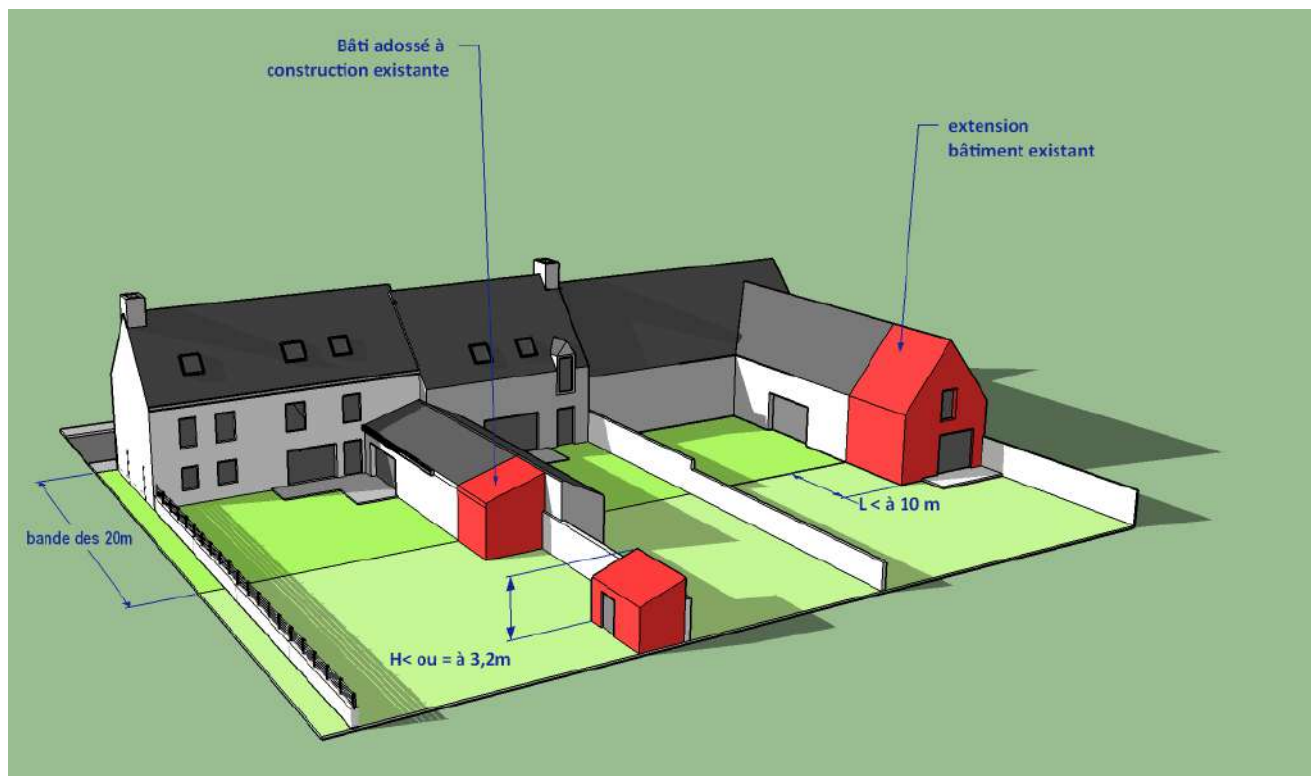 Bâti adossé à
construction existante
extension
bâtiment existant
L < à 10 m
bande des 20m
H< ou = à 3,2m